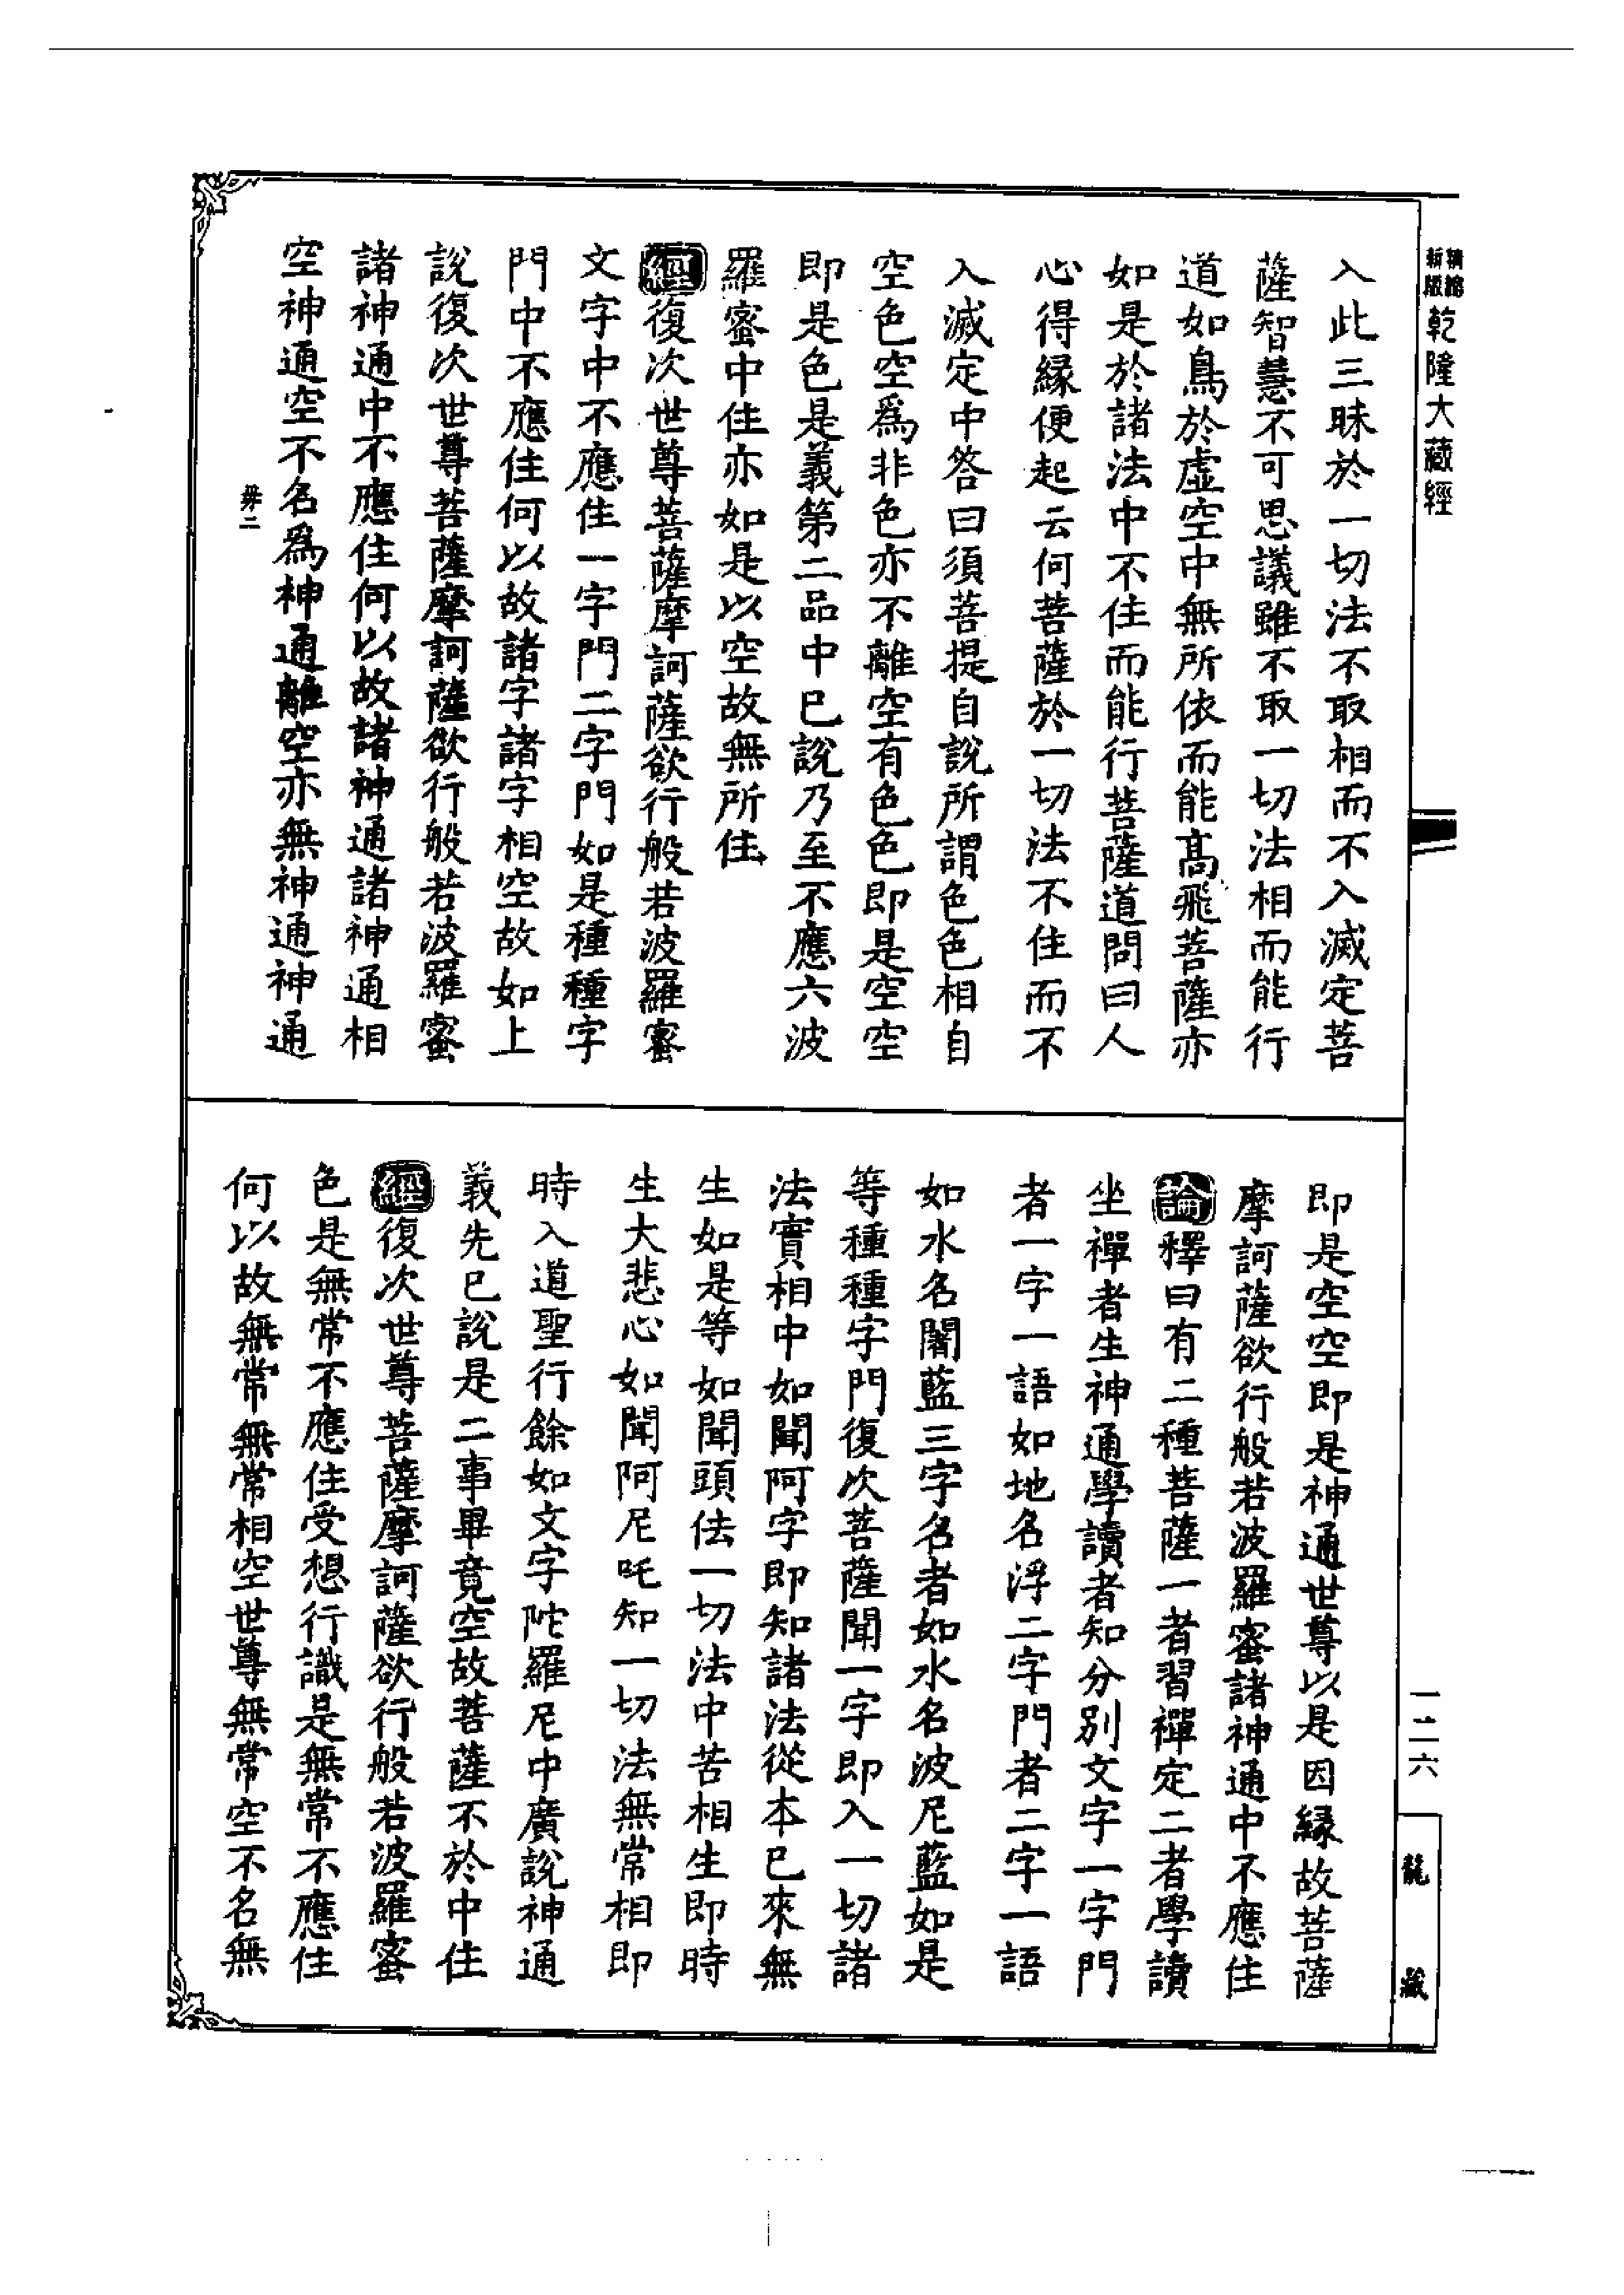 新版
精縮
乾隆大藏經
入此三昧於一切法不取相而不入滅定菩
薩智慧不可思議雖不取一切法相而能行
道如鳥於虛空中無所依而能高飛菩薩亦
如是於諸法中不住而能行菩薩道問曰人
心得緣便起云何菩薩於一切法不住而不
入滅定中答曰須菩提自說所謂色色相自
空色空為非色亦不離空有色色即是空空
即是色是義第二品中已說乃至不應六波
羅蜜中住亦如是以空故無所住
經復次世尊菩薩摩訶薩欲行般若波羅蜜
文字中不應住一字門二字門如是種種字
門中不應住何以故諸字諸字相空故如上
說復次世尊菩薩摩訶薩欲行般若波羅蜜
諸神通中不應住何以故諸神通諸神通相
空神通空不名為神通離空亦無神通神通
即是空空即是神通世尊以是因緣故菩薩
摩訶薩欲行般若波羅蜜諸神通中不應住
論釋曰有二種菩薩一者習禪定二者學讀
坐禪者生神通學讀者知分別文字一字門
者一字一語如地名浮二字門者二字一語
如水名闍藍三字名者如水名波尼藍如是
等種種字門復次菩薩聞一字即入一切諸
法實相中如聞阿字即知諸法從本已來無
生如是等如聞頭佉一切法中苦相生即時
生大悲心如聞阿尼吒知一切法無常相即
時入道聖行餘如文字陀羅尼中廣說神通
義先已說是二事畢竟空故菩薩不於中住
經復次世尊菩薩摩訶薩欲行般若波羅蜜
色是無常不應住受想行識是無常不應住
何以故無常無常相空世尊無常空不名無
一二六
龍藏